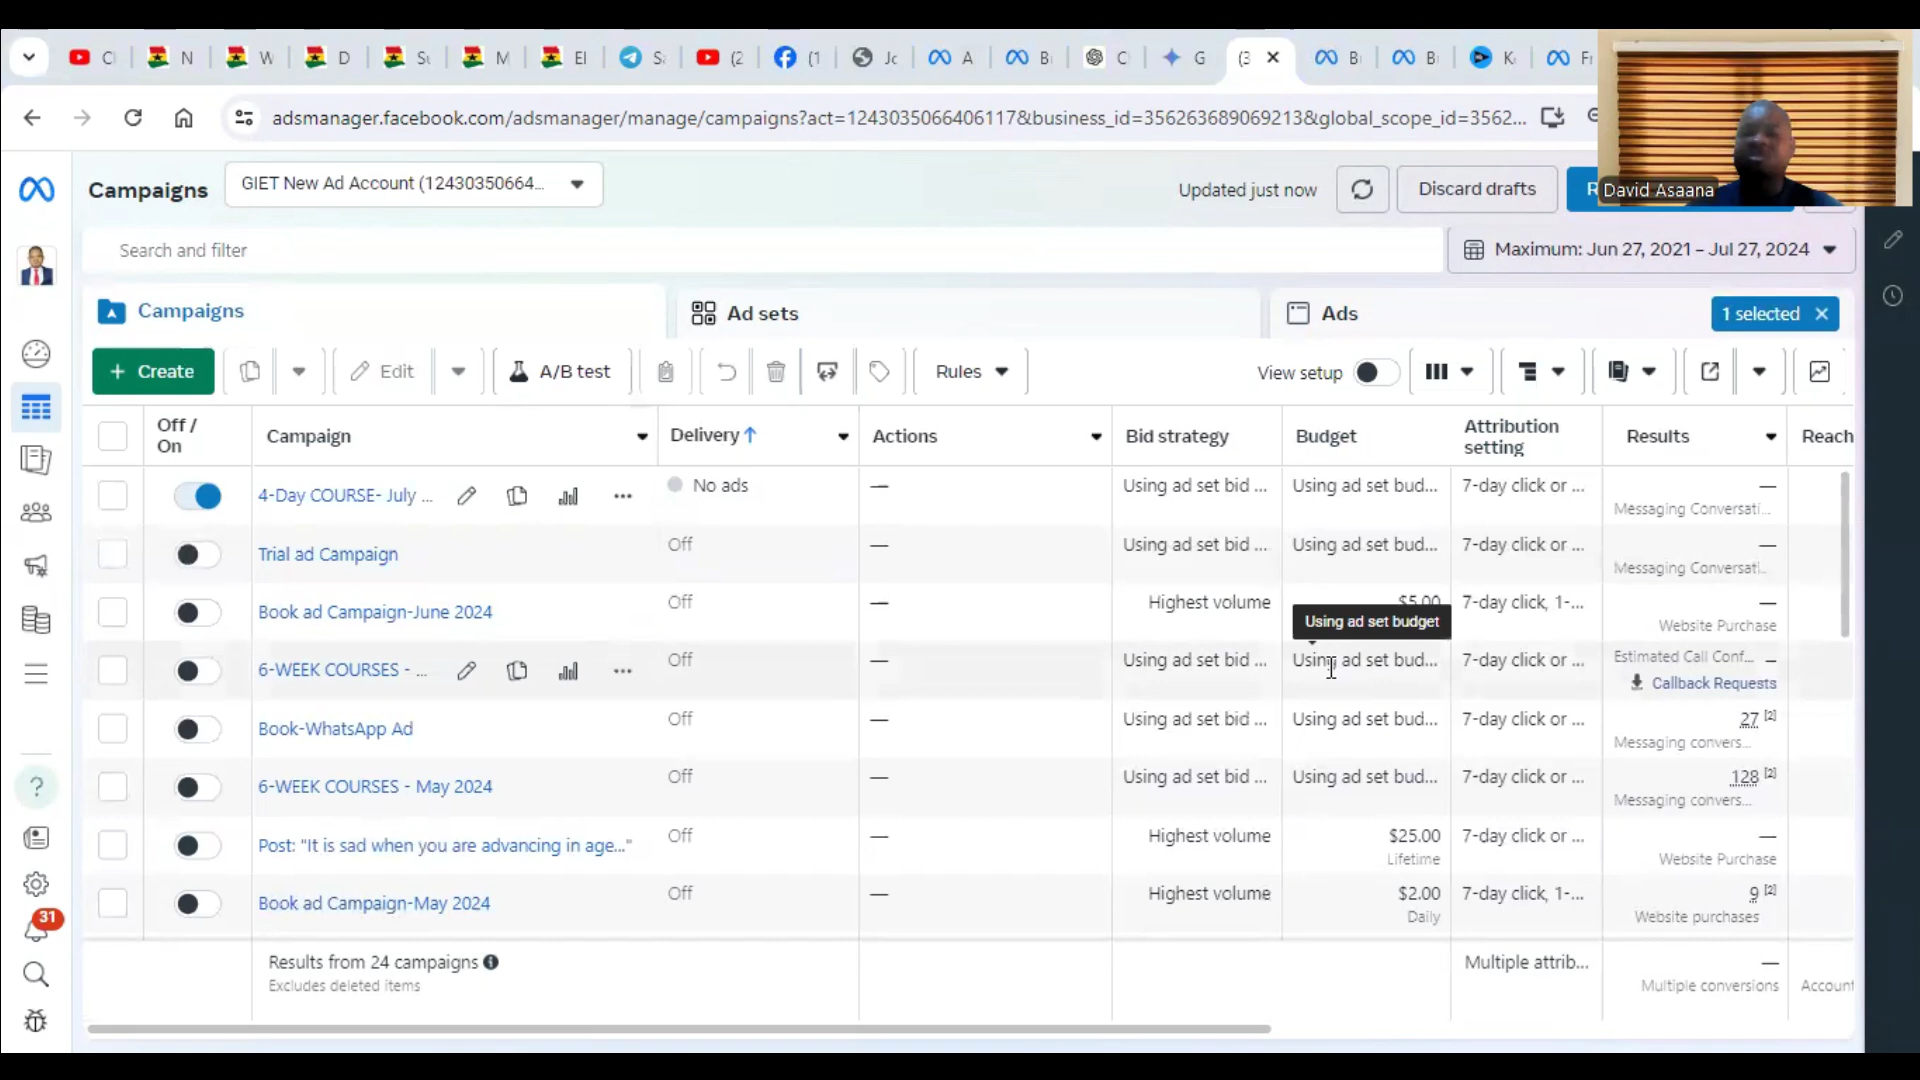 C
N
W
D
Su
M
El
Sa
(2
(1
Jc
A
B
C
G
(3
B
B
K
Fr
adsmanager.facebook.com/adsmanager/manage/campaigns?act=1243035066406117&business_id=356263689069213&global_scope_id=3562...
Campaigns
GIET New Ad Account (12430350664...
Updated just now
Discard drafts
R
David Asaana
Search and filter
Maximum: Jun 27, 2021 – Jul 27, 2024
Campaigns
Ad sets
Ads
1 selected
+ Create
Edit
A/B test
Rules
View setup
Off / On
Campaign
Delivery ↑
Actions
Bid strategy
Budget
Attribution setting
Results
Reach
4-Day COURSE- July ...
No ads
—
Using ad set bid ...
Using ad set bud...
7-day click or ...
—
Messaging Conversati...
Trial ad Campaign
Off
—
Using ad set bid ...
Using ad set bud...
7-day click or ...
—
Messaging Conversati...
Book ad Campaign-June 2024
Off
—
Highest volume
$5.00
7-day click, 1-...
—
Website Purchase
Using ad set budget
6-WEEK COURSES - ...
Off
—
Using ad set bid ...
Using ad set bud...
7-day click or ...
Estimated Call Conf... —
Callback Requests
Book-WhatsApp Ad
Off
—
Using ad set bid ...
Using ad set bud...
7-day click or ...
27 [2]
Messaging convers...
6-WEEK COURSES - May 2024
Off
—
Using ad set bid ...
Using ad set bud...
7-day click or ...
128 [2]
Messaging convers...
Post: "It is sad when you are advancing in age..."
Off
—
Highest volume
$25.00
Lifetime
7-day click or ...
—
Website Purchase
Book ad Campaign-May 2024
Off
—
Highest volume
$2.00
Daily
7-day click, 1-...
9 [2]
Website purchases
31
Results from 24 campaigns
Excludes deleted items
Multiple attrib...
—
Multiple conversions
Account